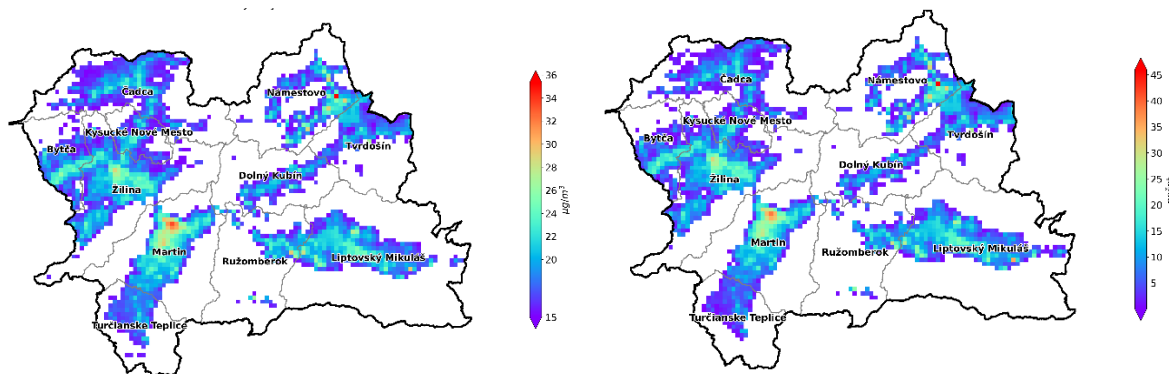 Čadca
Námestovo
Kysucké Nové Mesto
Bytča
Tvrdošín
Žilina
Dolný Kubín
Martin
Ružomberok
Liptovský Mikuláš
Turčianske Teplice
36
34
32
30
28
26
24
22
20
15
µg/m³
Čadca
Námestovo
Kysucké Nové Mesto
Bytča
Tvrdošín
Žilina
Dolný Kubín
Martin
Ružomberok
Liptovský Mikuláš
Turčianske Teplice
45
40
35
30
25
20
15
10
5